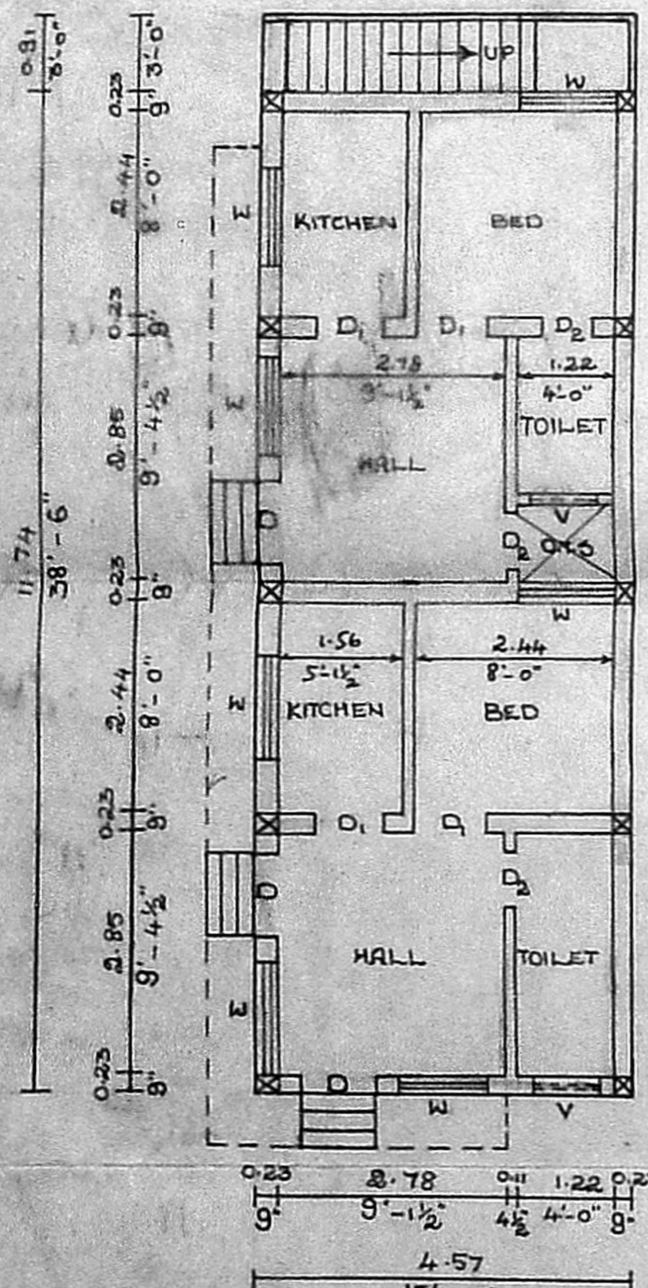 UP
W
0.91
3'-0"
3'-0"
0.23
9"
W
KITCHEN
BED
2.44
8'-0"
0.23
9"
D1
D1
D2
2.78
9'-1½"
1.22
4'-0"
W
TOILET
2.85
9'-4½"
HALL
V
D
D2
O.T.S
11.74
38'-6"
0.23
9"
W
1.56
5'-1½"
2.44
8'-0"
W
KITCHEN
BED
2.44
8'-0"
0.23
9"
D1
D1
D
D2
2.85
9'-4½"
HALL
TOILET
W
0.23
9"
D
W
V
0.23
2.78
0.11
1.22
9"
9'-1½"
4½"
4'-0"
9"
4.57